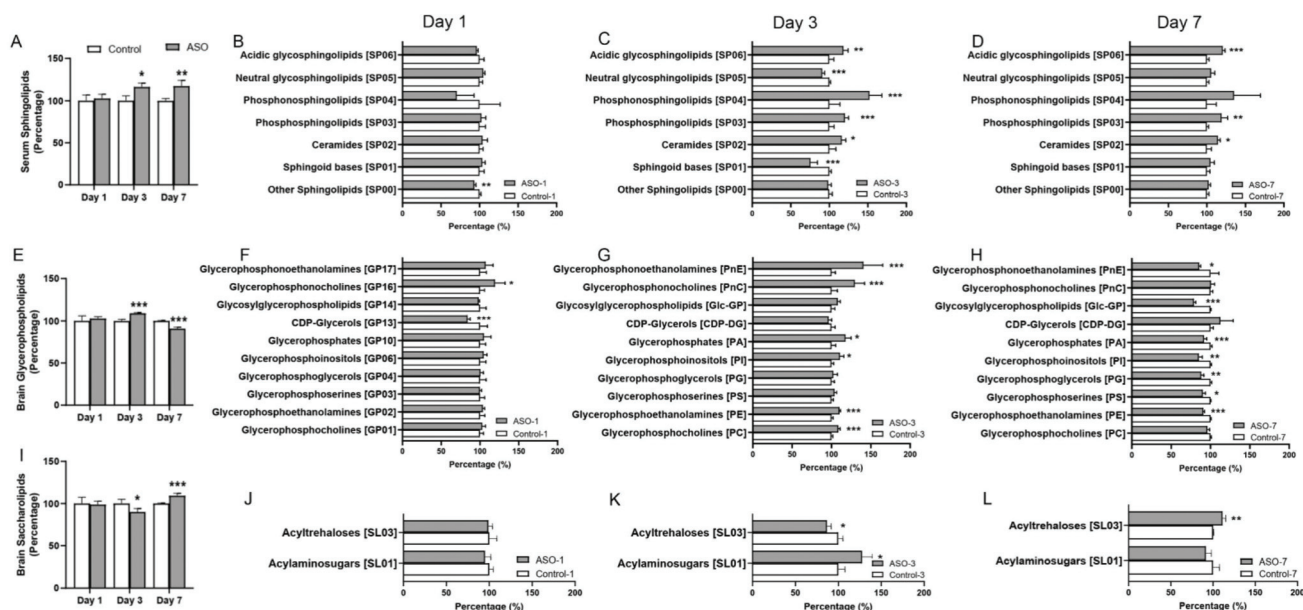 Day 1
Day 3
Day 7
A
Control
ASO
Serum Sphingolipids
(Percentage)
150
100
50
0
*
**
Day 1
Day 3
Day 7
B
Acidic glycosphingolipids [SP06]
Neutral glycosphingolipids [SP05]
Phosphonosphingolipids [SP04]
Phosphosphingolipids [SP03]
Ceramides [SP02]
Sphingoid bases [SP01]
Other Sphingolipids [SP00]
**
ASO-1
Control-1
0 50 100 150 200
Percentage (%)
C
Acidic glycosphingolipids [SP06]
**
Neutral glycosphingolipids [SP05]
***
Phosphonosphingolipids [SP04]
***
Phosphosphingolipids [SP03]
***
Ceramides [SP02]
*
Sphingoid bases [SP01]
***
Other Sphingolipids [SP00]
ASO-3
Control-3
0 50 100 150 200
Percentage (%)
D
Acidic glycosphingolipids [SP06]
***
Neutral glycosphingolipids [SP05]
Phosphonosphingolipids [SP04]
Phosphosphingolipids [SP03]
**
Ceramides [SP02]
*
Sphingoid bases [SP01]
Other Sphingolipids [SP00]
ASO-7
Control-7
0 50 100 150 200
Percentage (%)
E
Brain Glycerophospholipids
(Percentage)
150
100
50
0
***
***
Day 1
Day 3
Day 7
F
Glycerophosphonoethanolamines [GP17]
Glycerophosphonocholines [GP16]
*
Glycosylglycerophospholipids [GP14]
CDP-Glycerols [GP13]
***
Glycerophosphates [GP10]
Glycerophosphoinositols [GP06]
Glycerophosphoglycerols [GP04]
Glycerophosphoserines [GP03]
Glycerophosphoethanolamines [GP02]
Glycerophosphocholines [GP01]
ASO-1
Control-1
0 50 100 150 200
Percentage (%)
G
Glycerophosphonoethanolamines [PnE]
***
Glycerophosphonocholines [PnC]
***
Glycosylglycerophospholipids [Glc-GP]
CDP-Glycerols [CDP-DG]
Glycerophosphates [PA]
*
Glycerophosphoinositols [PI]
*
Glycerophosphoglycerols [PG]
Glycerophosphoserines [PS]
Glycerophosphoethanolamines [PE]
***
Glycerophosphocholines [PC]
***
ASO-3
Control-3
0 50 100 150 200
Percentage (%)
H
Glycerophosphonoethanolamines [PnE]
*
Glycerophosphonocholines [PnC]
Glycosylglycerophospholipids [Glc-GP]
***
CDP-Glycerols [CDP-DG]
Glycerophosphates [PA]
***
Glycerophosphoinositols [PI]
**
Glycerophosphoglycerols [PG]
**
Glycerophosphoserines [PS]
*
Glycerophosphoethanolamines [PE]
***
Glycerophosphocholines [PC]
ASO-7
Control-7
0 50 100 150 200
Percentage (%)
I
Brain Saccharolipids
(Percentage)
150
100
50
0
*
***
Day 1
Day 3
Day 7
J
Acyltrehaloses [SL03]
Acylaminosugars [SL01]
ASO-1
Control-1
0 50 100 150 200
Percentage (%)
K
Acyltrehaloses [SL03]
*
Acylaminosugars [SL01]
*
ASO-3
Control-3
0 50 100 150 200
Percentage (%)
L
Acyltrehaloses [SL03]
**
Acylaminosugars [SL01]
ASO-7
Control-7
0 50 100 150 200
Percentage (%)